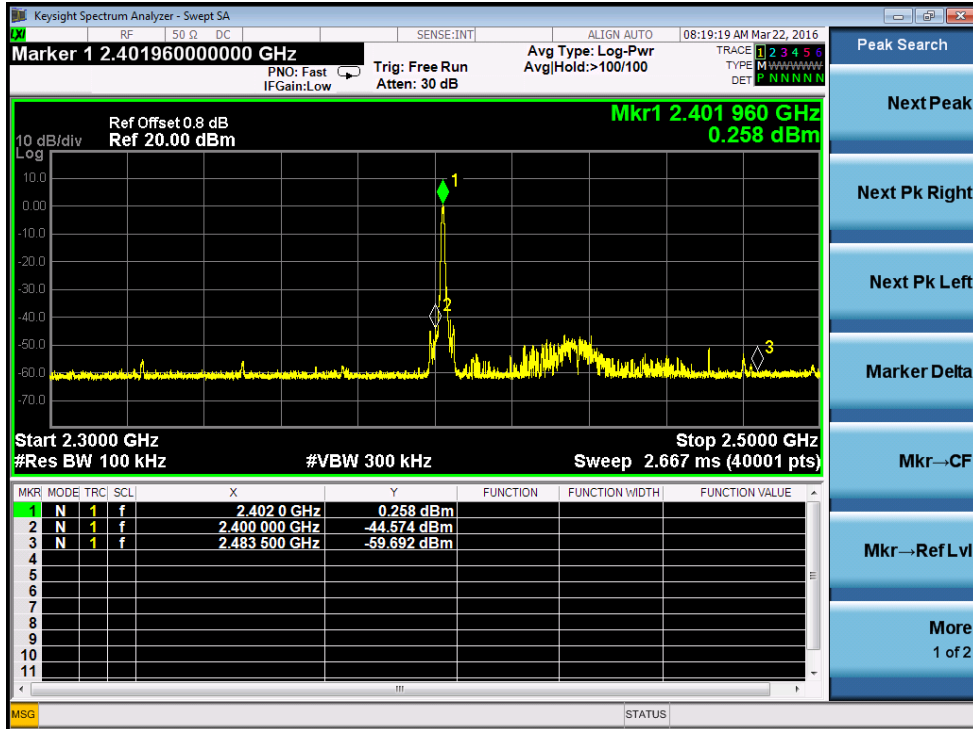 Keysight Spectrum Analyzer - Swept SA
LXI RF 50 Ω DC SENSE:INT ALIGN AUTO 08:19:19 AM Mar 22, 2016
Marker 1 2.401960000000 GHz
PNO: Fast
IFGain:Low
Trig: Free Run
Atten: 30 dB
Avg Type: Log-Pwr
Avg|Hold:>100/100
TRACE 1 2 3 4 5 6
TYPE M WWWWW
DET P N N N N N
Peak Search
Next Peak
Next Pk Right
Next Pk Left
Marker Delta
Mkr→CF
Mkr→Ref Lvl
More
1 of 2
Mkr1 2.401 960 GHz
0.258 dBm
Ref Offset 0.8 dB
10 dB/div Ref 20.00 dBm
Log
10.0
0.00
-10.0
-20.0
-30.0
-40.0
-50.0
-60.0
-70.0
1
2
3
Start 2.3000 GHz Stop 2.5000 GHz
#Res BW 100 kHz #VBW 300 kHz Sweep 2.667 ms (40001 pts)
MKR MODE TRC SCL X Y FUNCTION FUNCTION WIDTH FUNCTION VALUE
1 N 1 f 2.402 0 GHz 0.258 dBm
2 N 1 f 2.400 000 GHz -44.574 dBm
3 N 1 f 2.483 500 GHz -59.692 dBm
4
5
6
7
8
9
10
11
MSG STATUS